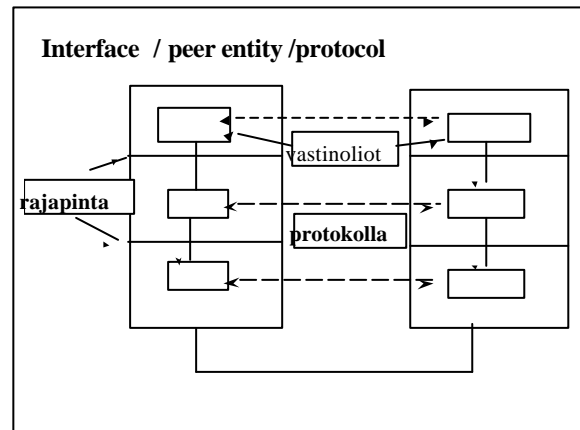 Interface / peer entity /protocol
vastinoliot
rajapinta
protokolla